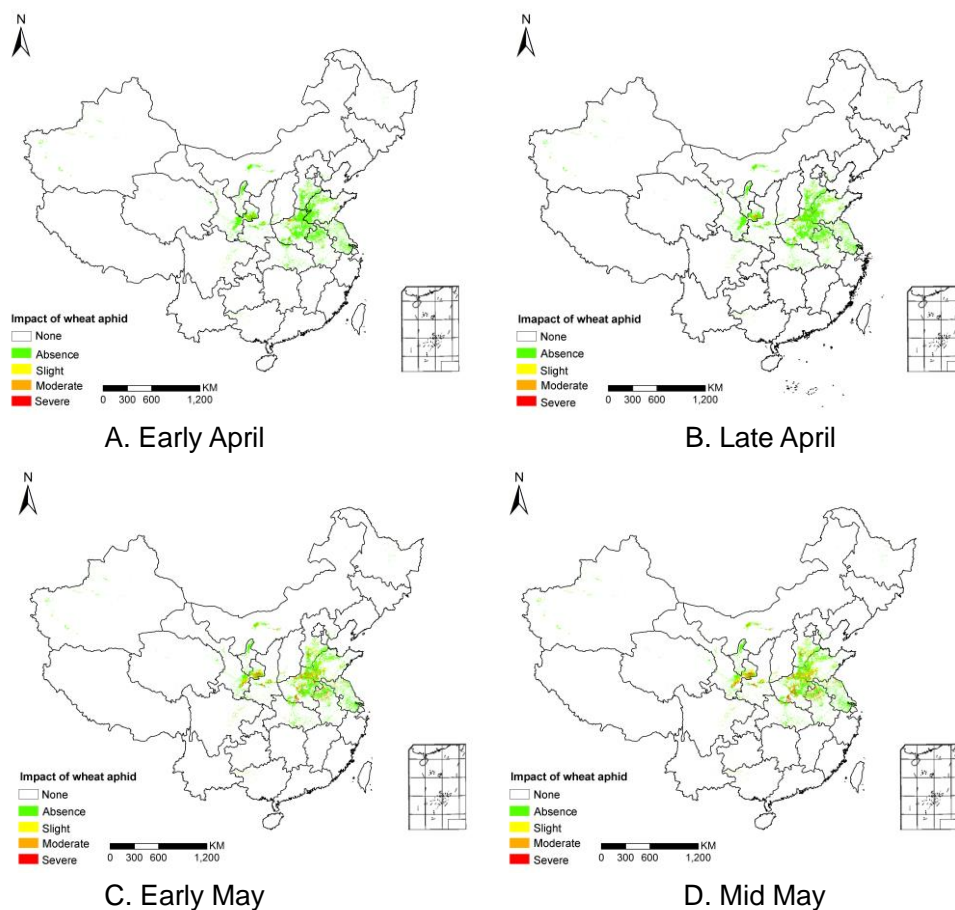 N
N
Impact of wheat aphid
None
Absence
Slight
Moderate
Severe
KM
0 300 600 1,200
Imapact of wheat aphid
None
Absence
Slight
Moderate
Severe
KM
0 300 600 1,200
A. Early April
B. Late April
N
N
Impact of wheat aphid
None
Absence
Slight
Moderate
Severe
KM
0 300 600 1,200
Impact of wheat aphid
None
Absence
Slight
Moderate
Severe
KM
0 300 600 1,200
C. Early May
D. Mid May